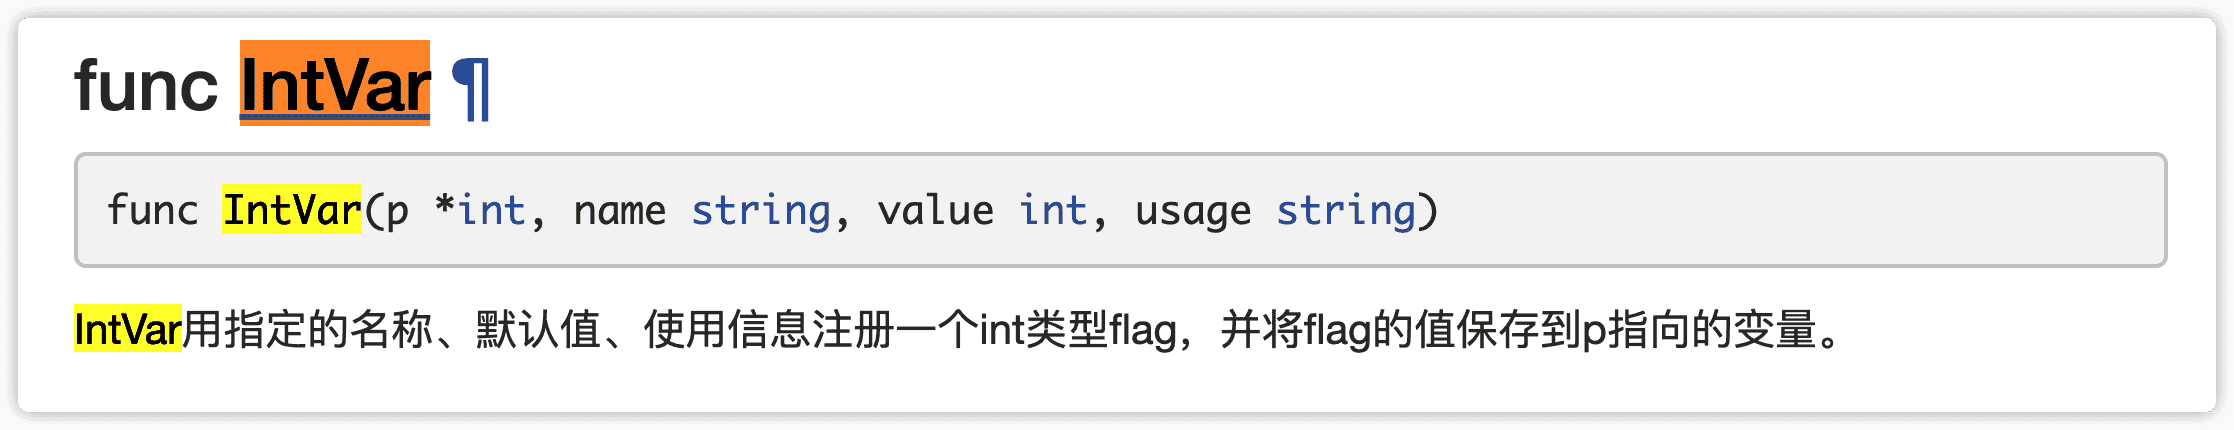 func IntVar ¶
func IntVar(p *int, name string, value int, usage string)
IntVar用指定的名称、默认值、使用信息注册一个int类型flag，并将flag的值保存到p指向的变量。